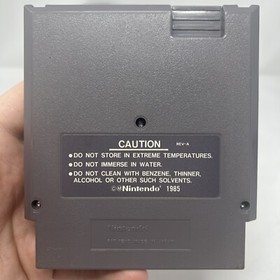 CAUTION
REV-A
• DO NOT STORE IN EXTREME TEMPERATURES.
• DO NOT IMMERSE IN WATER.
• DO NOT CLEAN WITH BENZENE, THINNER,
ALCOHOL OR OTHER SUCH SOLVENTS.
©Ⓜ Nintendo® 1985